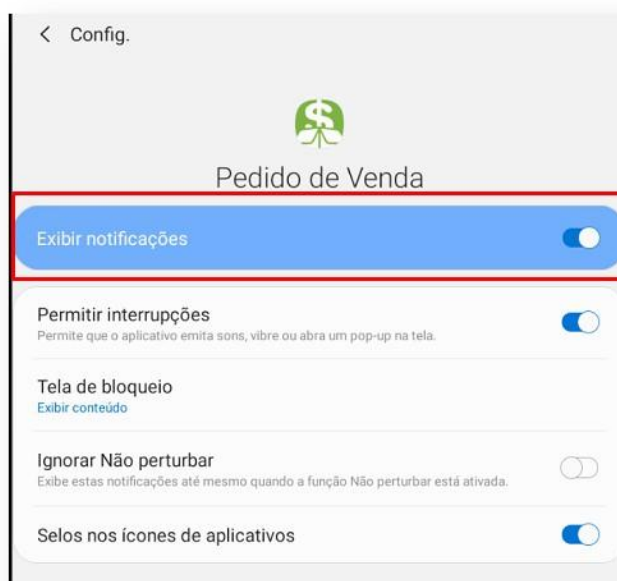 Config.
Pedido de Venda
Exibir notificações
Permitir interrupções
Permite que o aplicativo emita sons, vibre ou abra um pop-up na tela.
Tela de bloqueio
Exibir conteúdo
Ignorar Não perturbar
Exibe estas notificações até mesmo quando a função Não perturbar está ativada.
Selos nos ícones de aplicativos